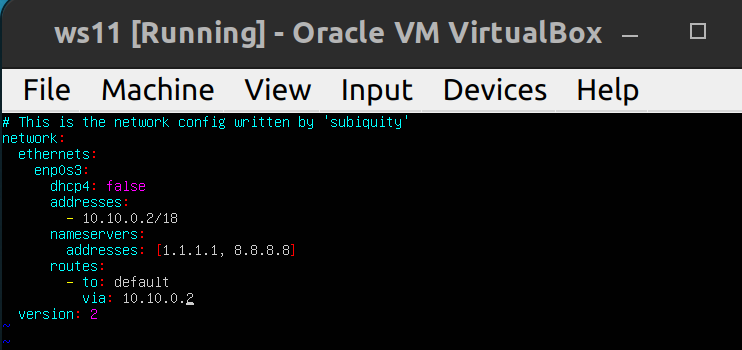 ws11 [Running] - Oracle VM VirtualBox
File Machine View Input Devices Help
# This is the network config written by 'subiquity'
network:
  ethernets:
    enp0s3:
      dhcp4: false
      addresses:
        - 10.10.0.2/18
      nameservers:
        addresses: [1.1.1.1, 8.8.8.8]
      routes:
        - to: default
          via: 10.10.0.2
  version: 2
~
~